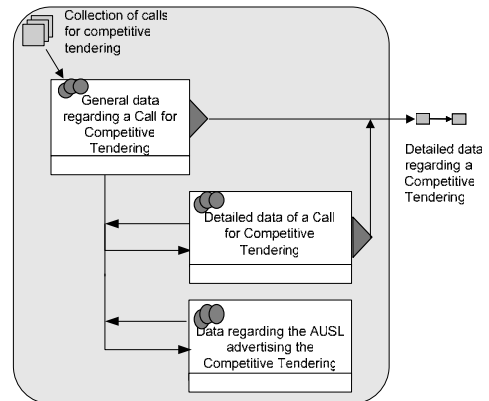 Collection of calls
for competitive
tendering
General data
regarding a Call for
Competitive
Tendering
Detailed data
regarding a
Competitive
Tendering
Detailed data of a Call
for Competitive
Tendering
Data regarding the AUSL
advertising the
Competitive Tendering